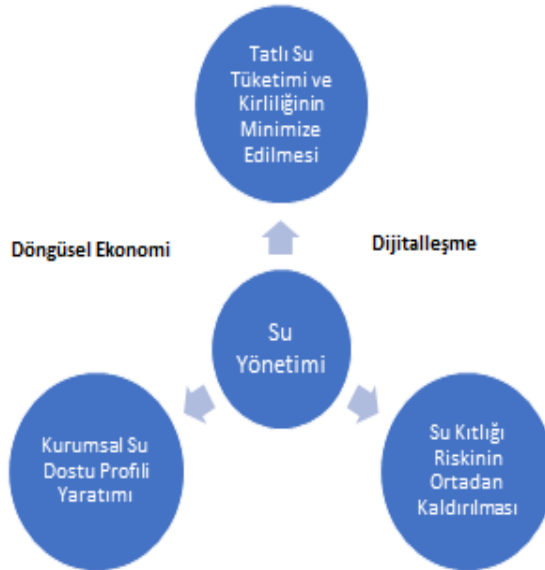 Tatlı Su
Tüketimi ve
Kirliliğinin
Minimize
Edilmesi
Döngüsel Ekonomi
Dijitalleşme
Su
Yönetimi
Kurumsal Su
Dostu Profili
Yaratımı
Su Kıtlığı
Riskinin
Ortadan
Kaldırılması